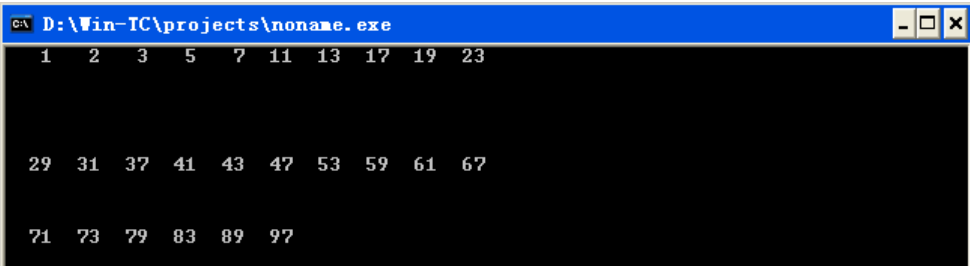 D:\Win-TC\projects\noname.exe
1 2 3 5 7 11 13 17 19 23
29 31 37 41 43 47 53 59 61 67
71 73 79 83 89 97